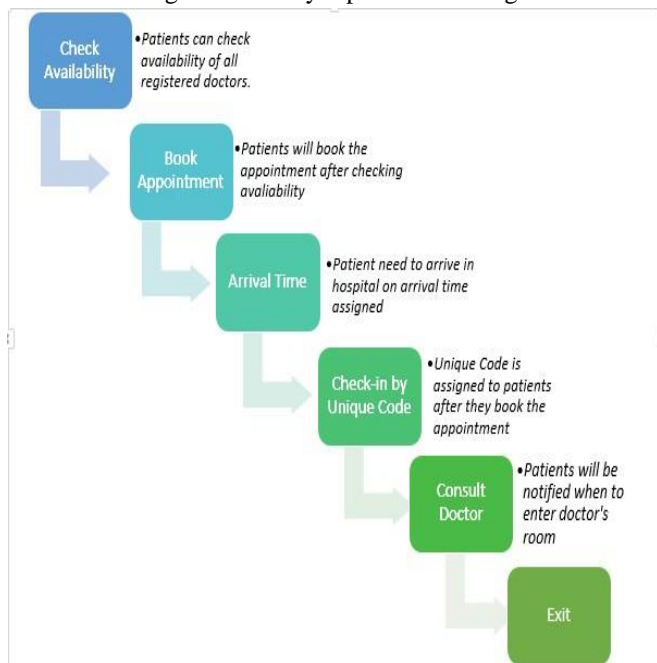 Check
Availability
•Patients can check
availability of all
registered doctors.
Book
Appointment
•Patients will book the
appointment after checking
avaliability
Arrival Time
•Patient need to arrive in
hospital on arrival time
assigned
Check-in by
Unique Code
•Unique Code is
assigned to patients
after they book the
appointment
Consult
Doctor
•Patients will be
notified when to
enter doctor's
room
Exit